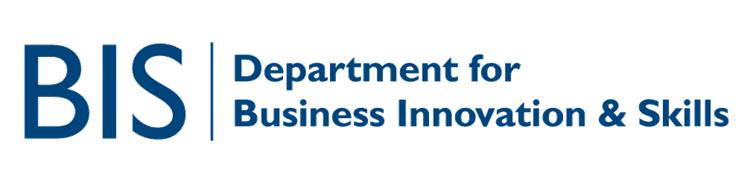 BIS
Department for
Business Innovation & Skills